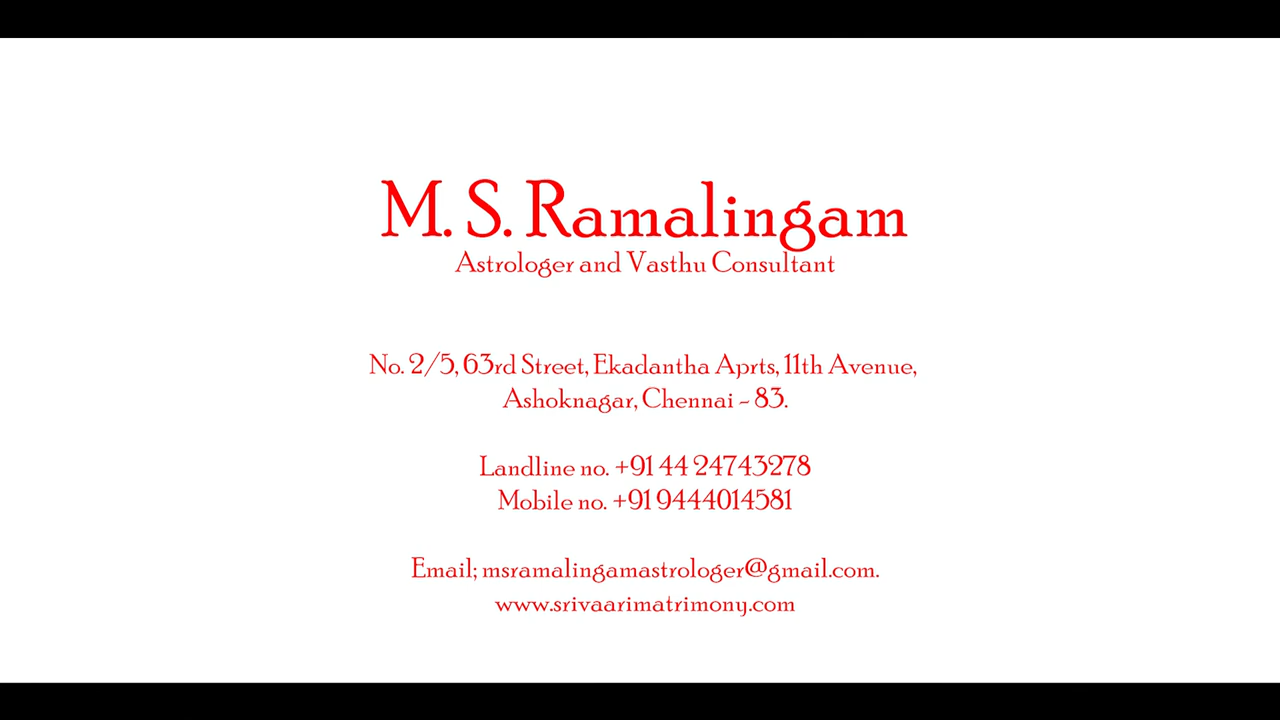 M. S. Ramalingam
Astrologer and Vasthu Consultant
No. 2/5, 63rd Street, Ekadantha Aprts, 11th Avenue,
Ashoknagar, Chennai - 83.
Landline no. +91 44 24743278
Mobile no. +91 9444014581
Email; msramalingamastrologer@gmail.com.
www.srivaarimatrimony.com